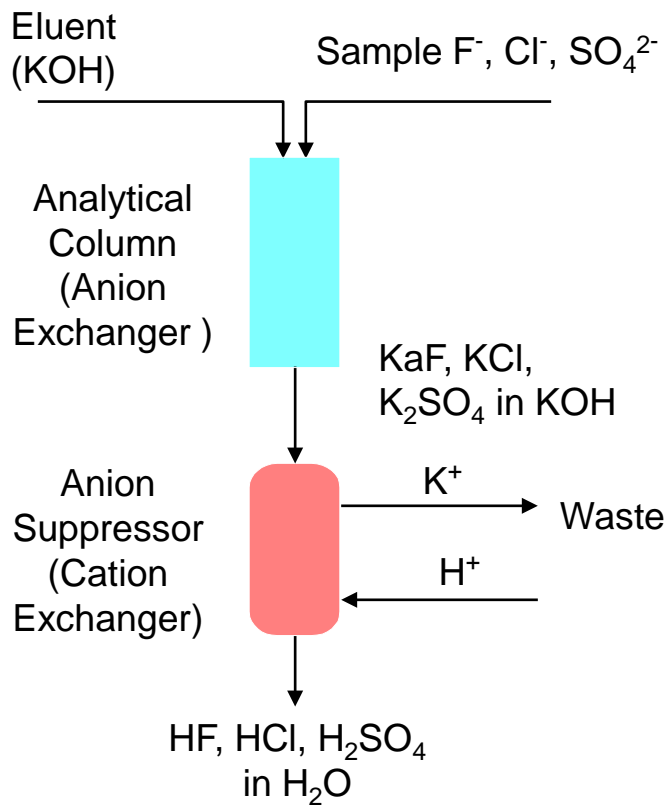 Eluent
(KOH)
Sample F⁻, Cl⁻, SO₄²⁻
Analytical
Column
(Anion
Exchanger )
KaF, KCl,
K₂SO₄ in KOH
Anion
Suppressor
(Cation
Exchanger)
K⁺
Waste
H⁺
HF, HCl, H₂SO₄
in H₂O